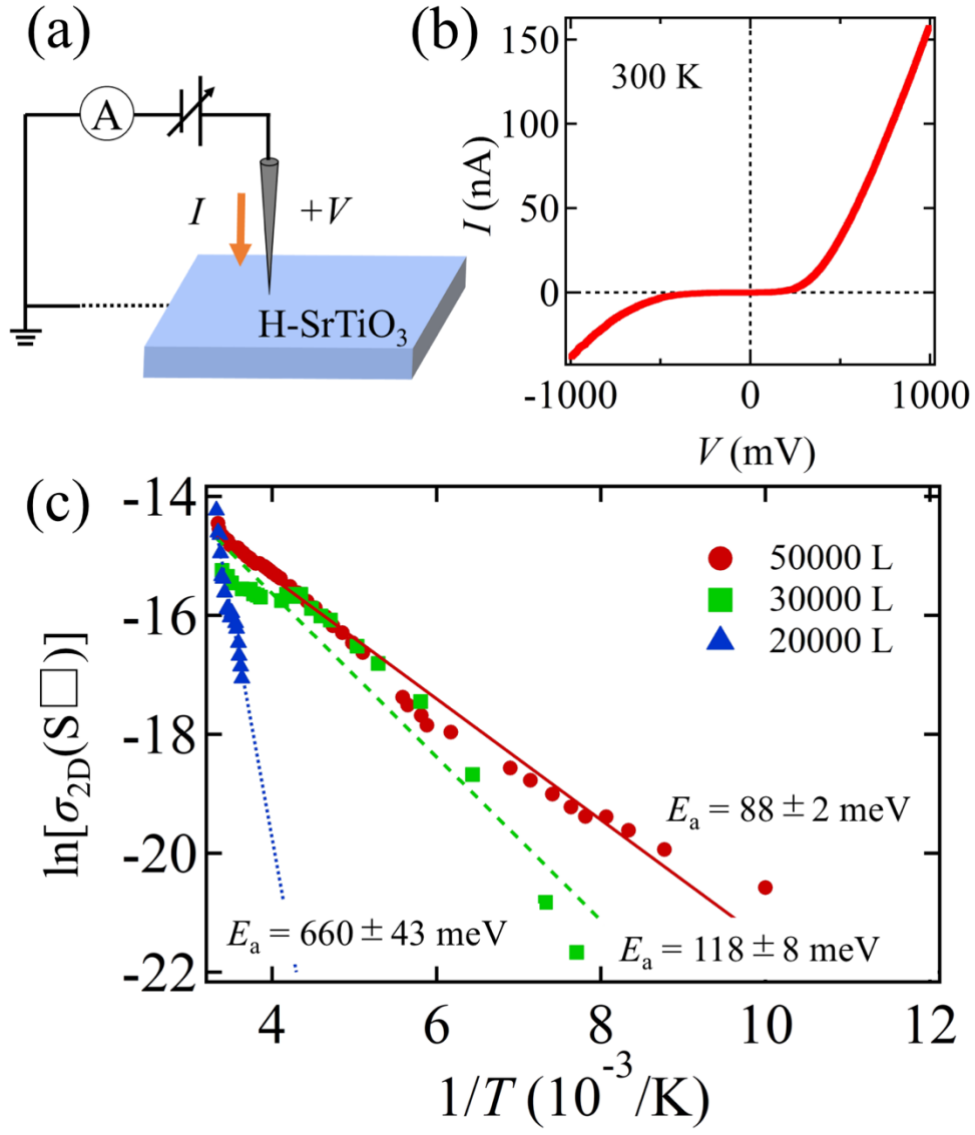 (a)
A
I
+V
H-SrTiO₃
(b)
300 K
I (nA)
150
100
50
0
-1000
0
1000
V (mV)
(c)
ln[σ₂D(S□)]
-14
-16
-18
-20
-22
50000 L
30000 L
20000 L
Eₐ = 88 ± 2 meV
Eₐ = 660 ± 43 meV
Eₐ = 118 ± 8 meV
4
6
8
10
12
1/T (10⁻³/K)